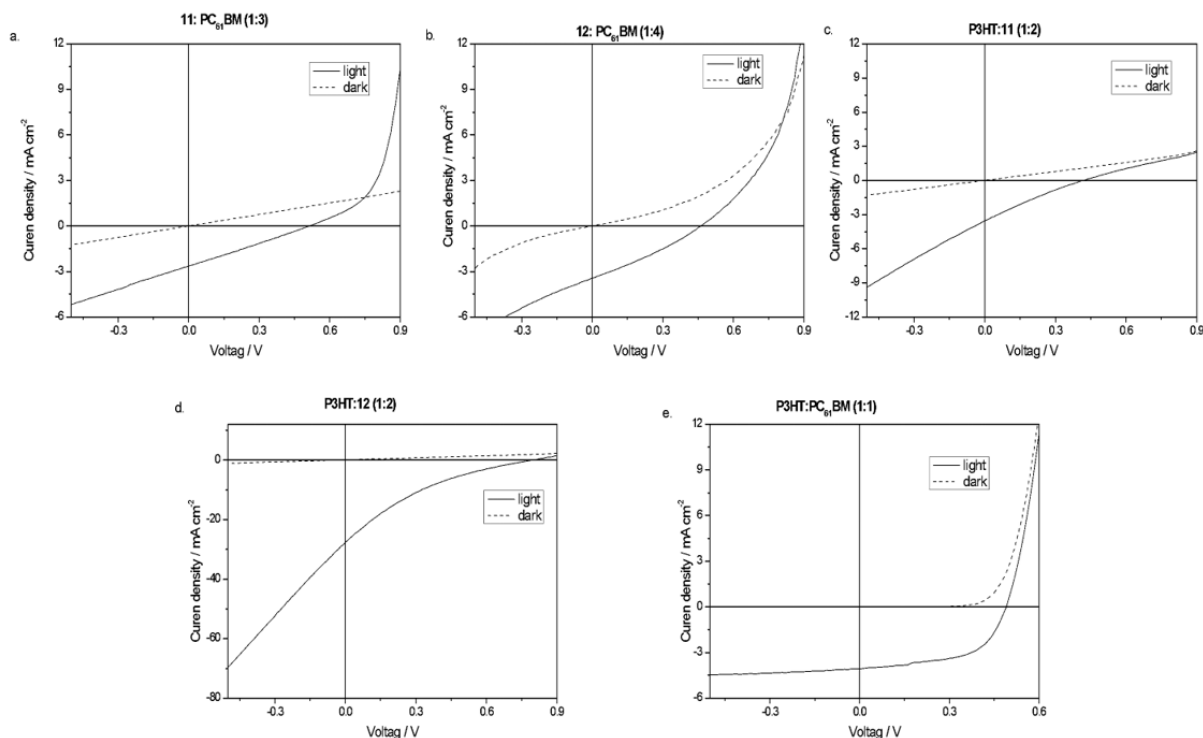 a.
11: PC61BM (1:3)
light
dark
Curen density / mA cm-2
12
9
6
3
0
-3
-6
-0.3
0.0
0.3
0.6
0.9
Voltag / V
b.
12: PC61BM (1:4)
light
dark
Curen density / mA cm-2
12
9
6
3
0
-3
-6
-0.3
0.0
0.3
0.6
0.9
Voltag / V
c.
P3HT:11 (1:2)
light
dark
Curen density / mA cm-2
12
9
6
3
0
-3
-6
-9
-12
-0.3
0.0
0.3
0.6
0.9
Voltag / V
d.
P3HT:12 (1:2)
light
dark
Curen density / mA cm-2
0
-20
-40
-60
-80
-0.3
0.0
0.3
0.6
0.9
Voltag / V
e.
P3HT:PC61BM (1:1)
light
dark
Curen density / mA cm-2
12
9
6
3
0
-3
-6
-0.3
0.0
0.3
0.6
Voltag / V